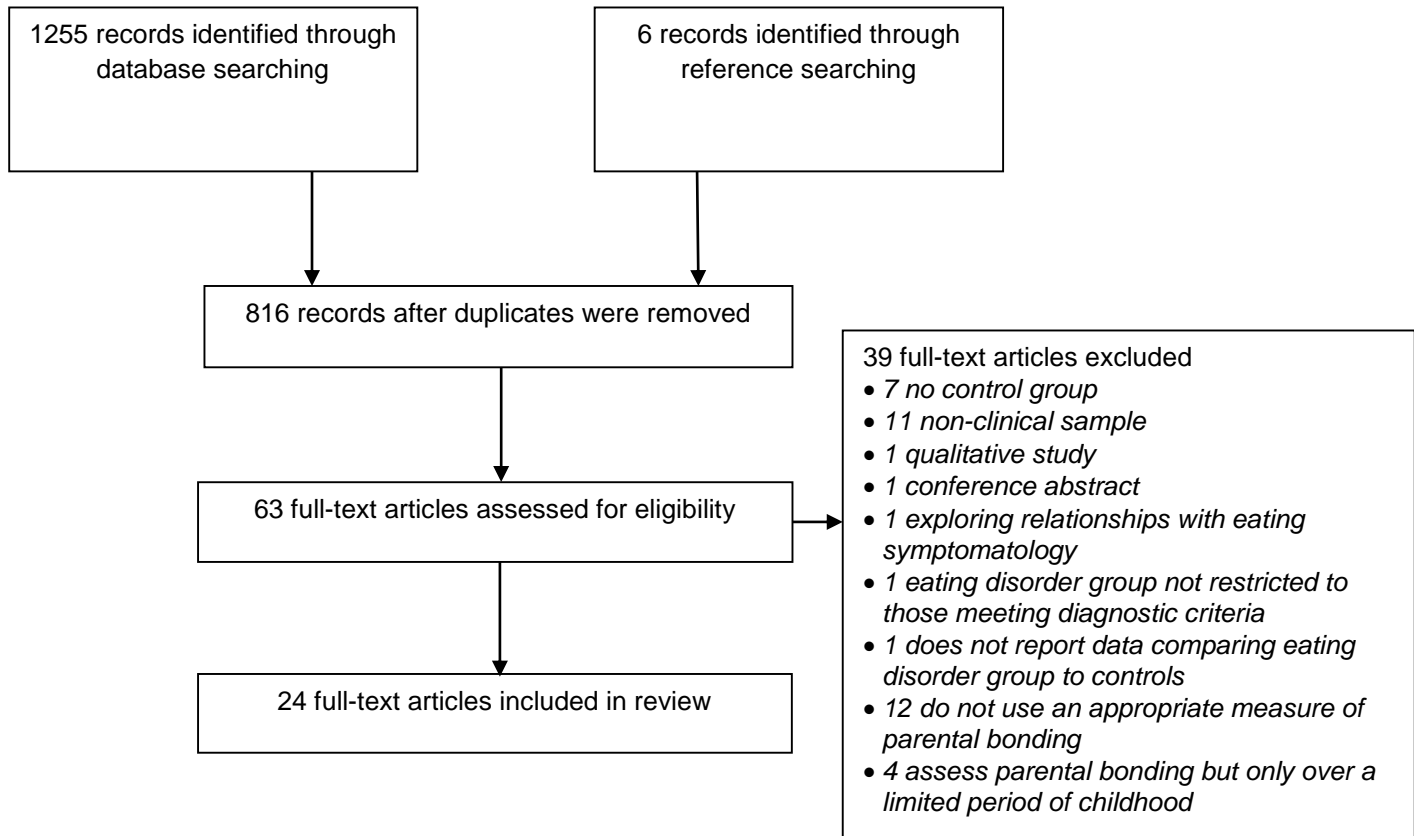 1255 records identified through
database searching
6 records identified through
reference searching
816 records after duplicates were removed
63 full-text articles assessed for eligibility
39 full-text articles excluded
• 7 no control group
• 11 non-clinical sample
• 1 qualitative study
• 1 conference abstract
• 1 exploring relationships with eating
symptomatology
• 1 eating disorder group not restricted to
those meeting diagnostic criteria
• 1 does not report data comparing eating
disorder group to controls
• 12 do not use an appropriate measure of
parental bonding
• 4 assess parental bonding but only over a
limited period of childhood
24 full-text articles included in review